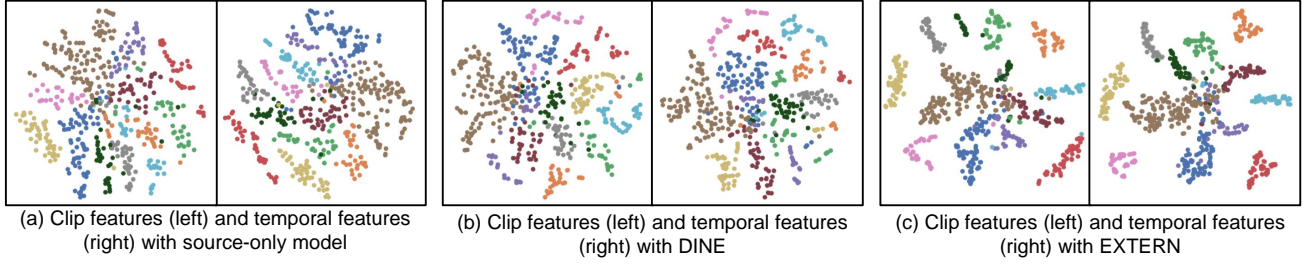 (a) Clip features (left) and temporal features
(right) with source-only model
(b) Clip features (left) and temporal features
(right) with DINE
(c) Clip features (left) and temporal features
(right) with EXTERN